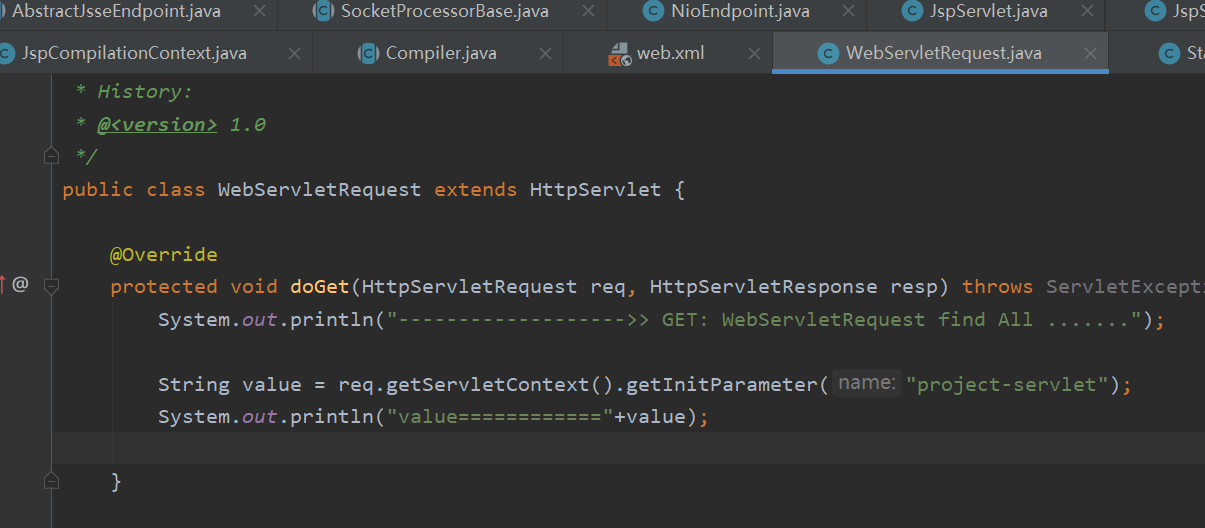 AbstractJsseEndpoint.java SocketProcessorBase.java NioEndpoint.java JspServlet.java JspS
JspCompilationContext.java Compiler.java web.xml WebServletRequest.java Sta
* History:
* @<version> 1.0
*/
public class WebServletRequest extends HttpServlet {
@Override
protected void doGet(HttpServletRequest req, HttpServletResponse resp) throws ServletExcept
System.out.println("------------------->> GET: WebServletRequest find All .......");
String value = req.getServletContext().getInitParameter( name: "project-servlet");
System.out.println("value============"+value);
}